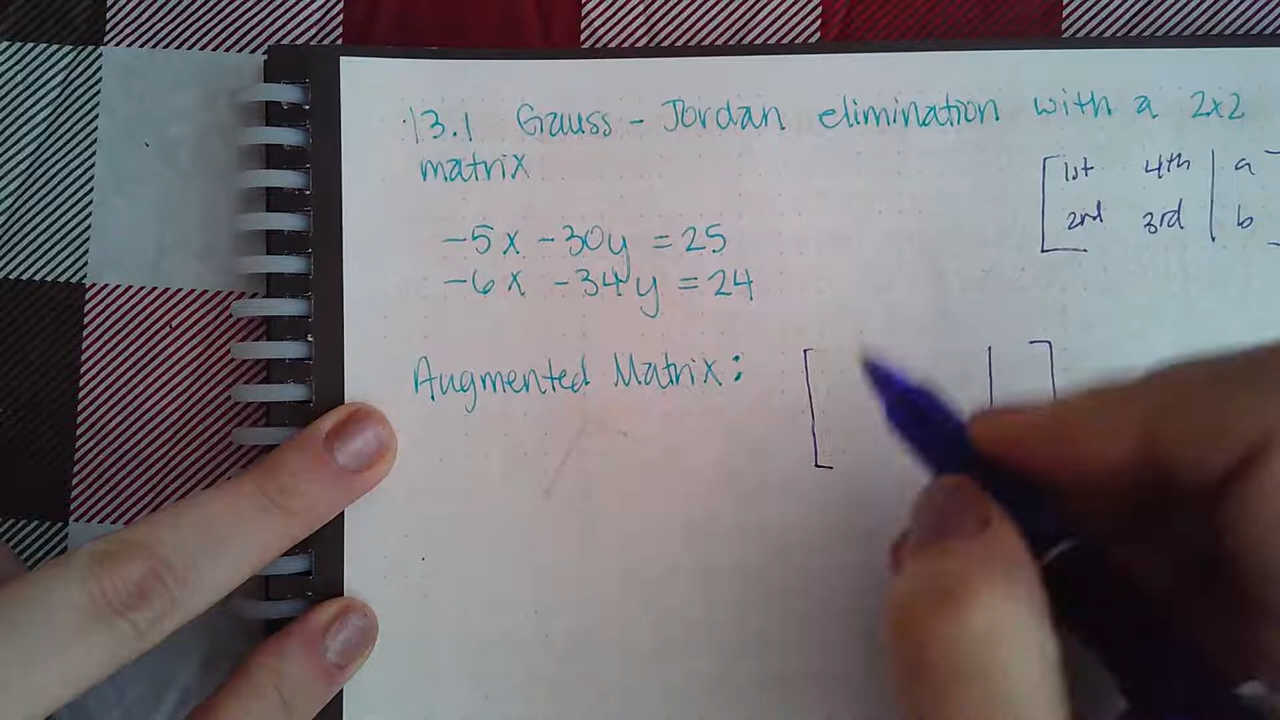 13.1 Gauss - Jordan elimination with a 2x2
matrix
1st 4th | a
2nd 3rd | b
-5x -30y = 25
-6x -34y = 24
Augmented Matrix: